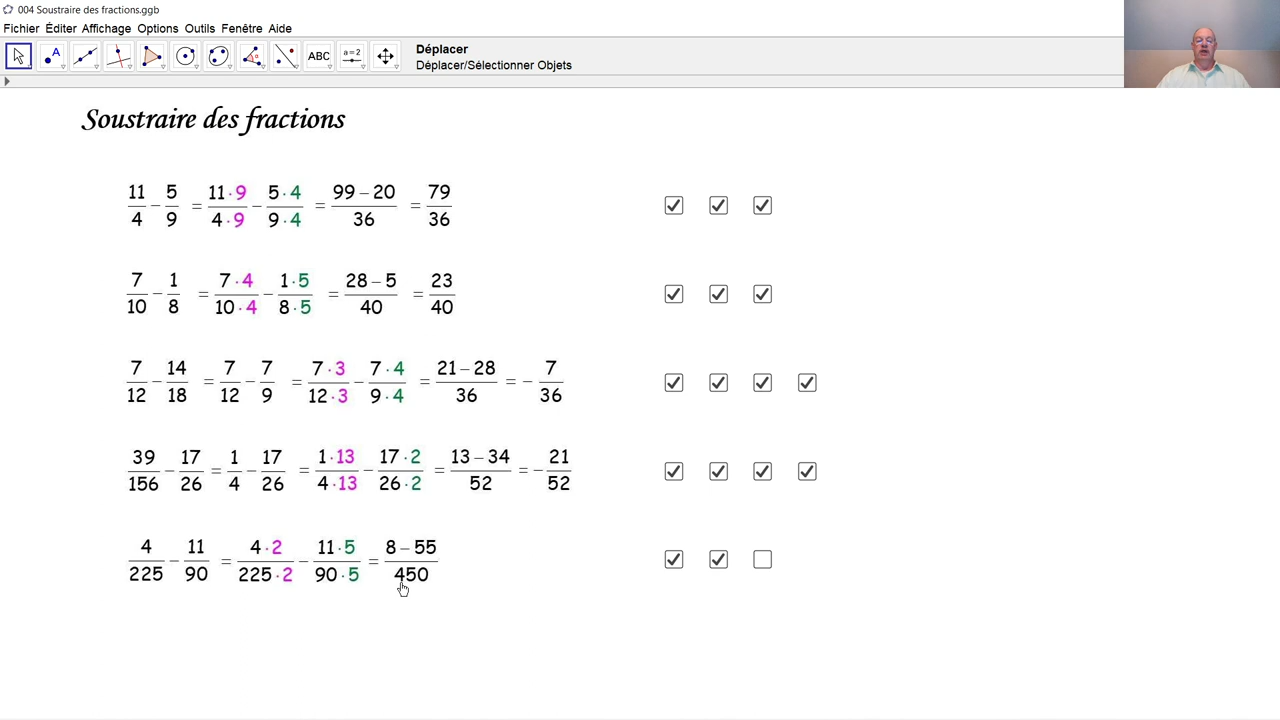 004 Soustraire des fractions.ggb
Fichier Éditer Affichage Options Outils Fenêtre Aide
A ABC a=2 Déplacer
Déplacer/Sélectionner Objets
Soustraire des fractions
11/4 − 5/9 = 11·9/4·9 − 5·4/9·4 = 99 − 20/36 = 79/36
7/10 − 1/8 = 7·4/10·4 − 1·5/8·5 = 28 − 5/40 = 23/40
7/12 − 14/18 = 7/12 − 7/9 = 7·3/12·3 − 7·4/9·4 = 21 − 28/36 = − 7/36
39/156 − 17/26 = 1/4 − 17/26 = 1·13/4·13 − 17·2/26·2 = 13 − 34/52 = − 21/52
4/225 − 11/90 = 4·2/225·2 − 11·5/90·5 = 8 − 55/450